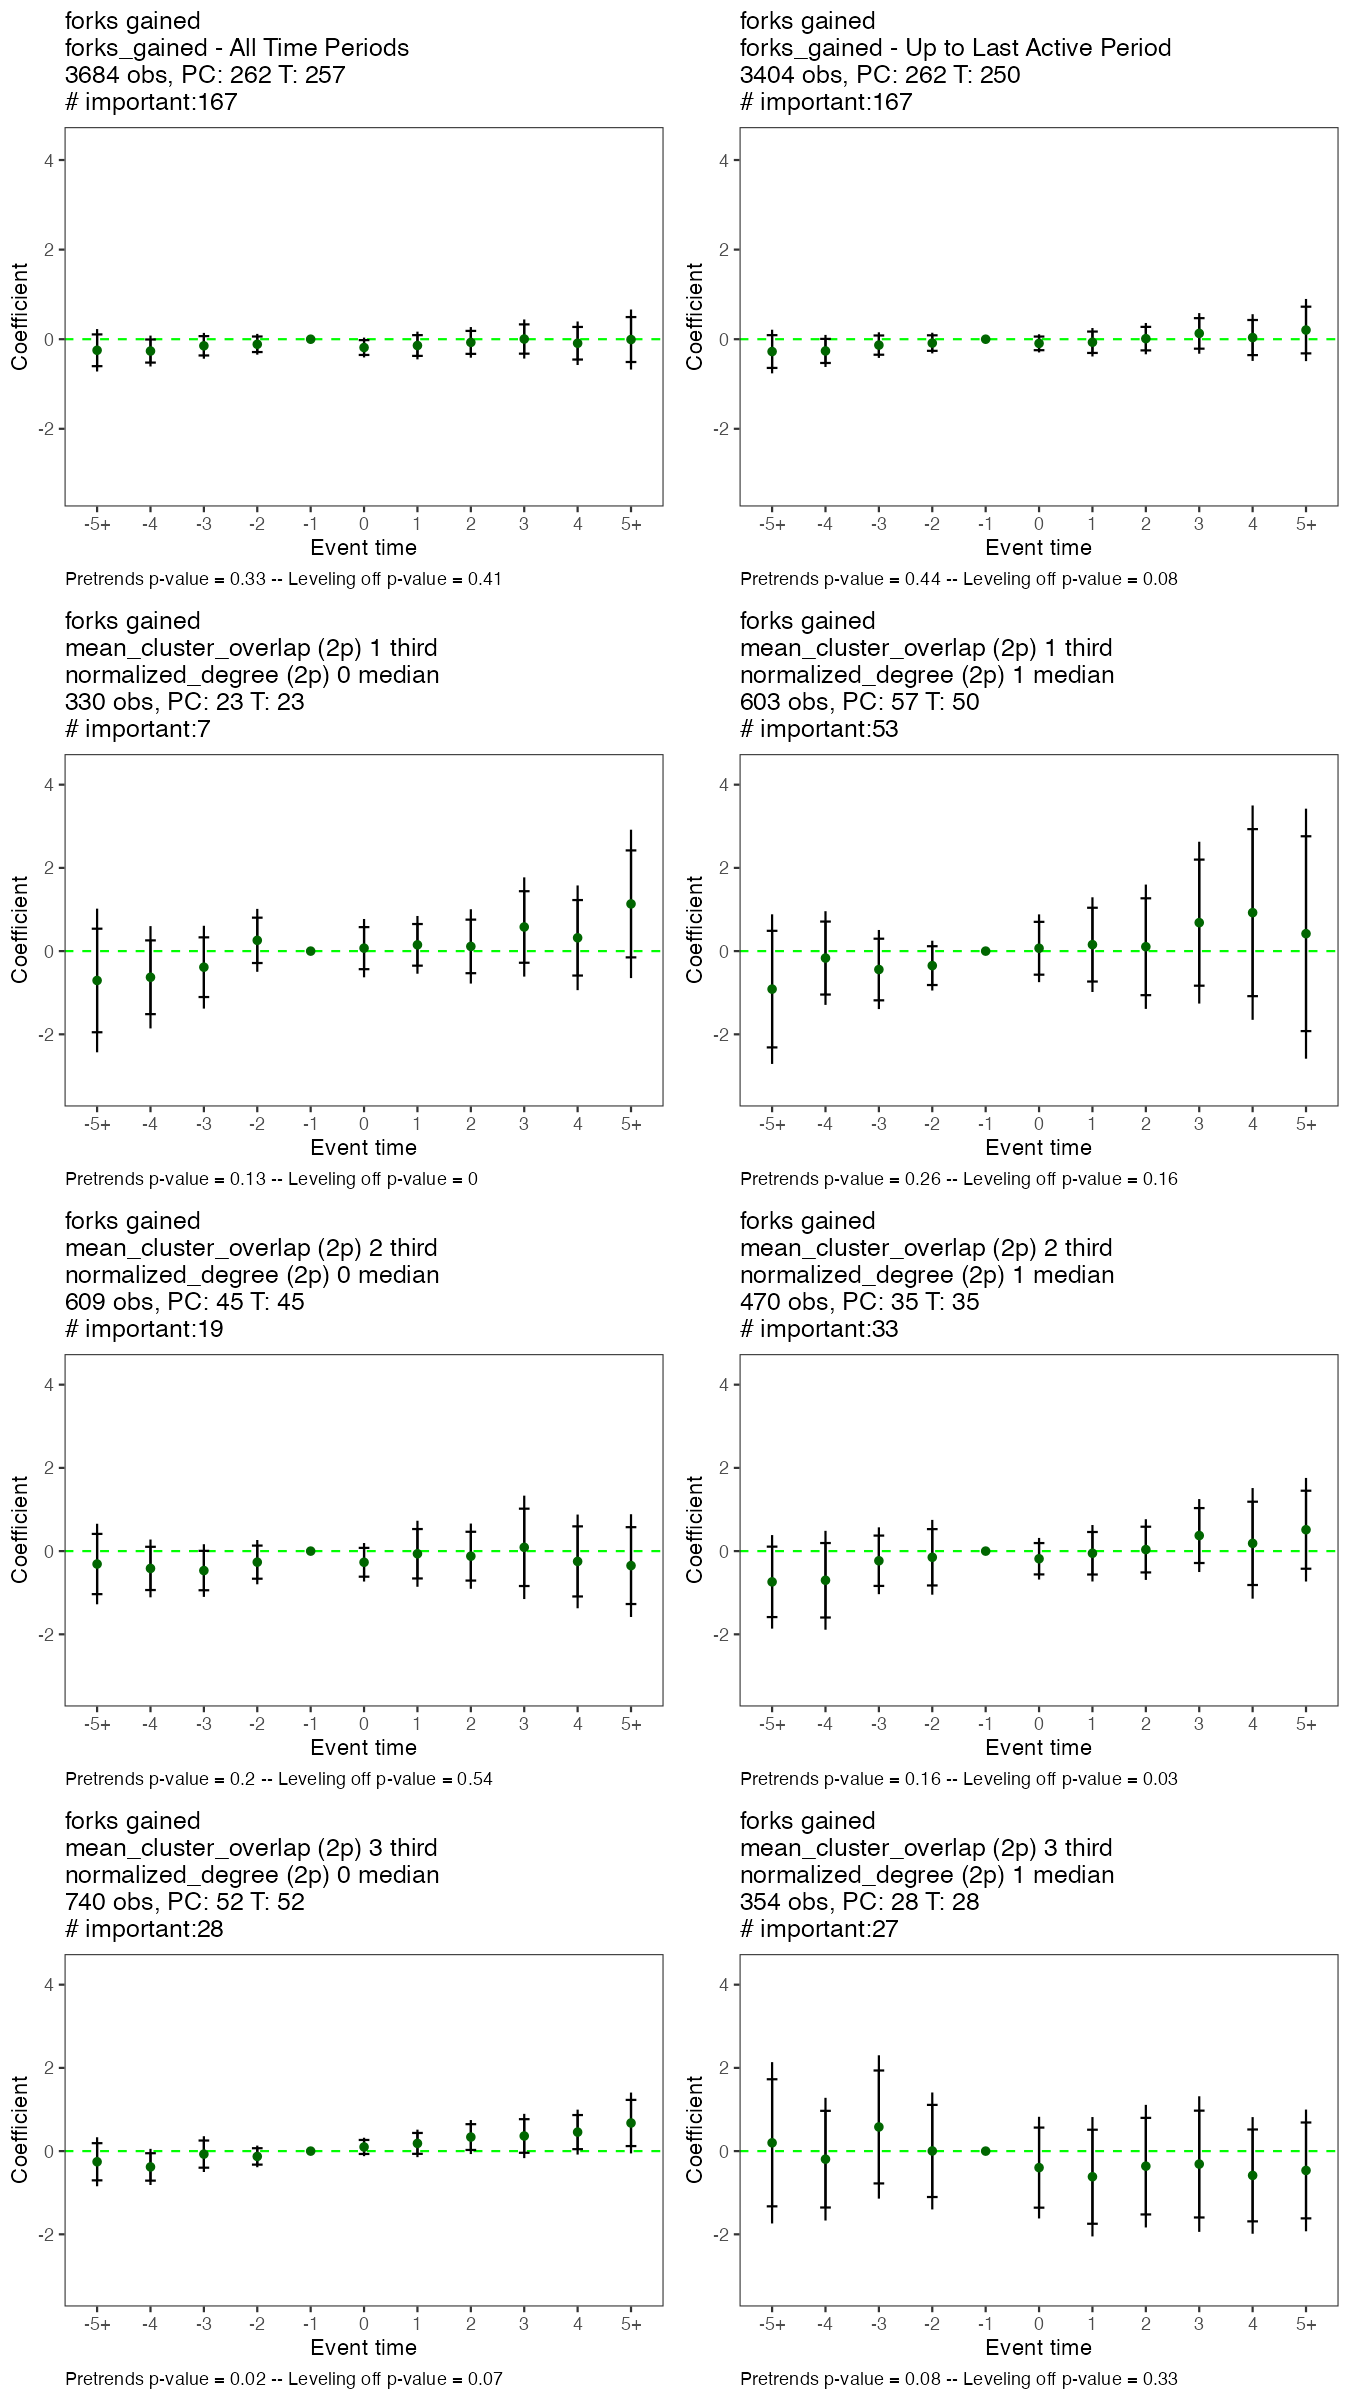 forks gained
forks_gained - All Time Periods
3684 obs, PC: 262 T: 257
# important:167
4
2
0
-2
Coefficient
-5+ -4 -3 -2 -1 0 1 2 3 4 5+
Event time
Pretrends p-value = 0.33 -- Leveling off p-value = 0.41
forks gained
forks_gained - Up to Last Active Period
3404 obs, PC: 262 T: 250
# important:167
4
2
0
-2
Coefficient
-5+ -4 -3 -2 -1 0 1 2 3 4 5+
Event time
Pretrends p-value = 0.44 -- Leveling off p-value = 0.08
forks gained
mean_cluster_overlap (2p) 1 third
normalized_degree (2p) 0 median
330 obs, PC: 23 T: 23
# important:7
4
2
0
-2
Coefficient
-5+ -4 -3 -2 -1 0 1 2 3 4 5+
Event time
Pretrends p-value = 0.13 -- Leveling off p-value = 0
forks gained
mean_cluster_overlap (2p) 1 third
normalized_degree (2p) 1 median
603 obs, PC: 57 T: 50
# important:53
4
2
0
-2
Coefficient
-5+ -4 -3 -2 -1 0 1 2 3 4 5+
Event time
Pretrends p-value = 0.26 -- Leveling off p-value = 0.16
forks gained
mean_cluster_overlap (2p) 2 third
normalized_degree (2p) 0 median
609 obs, PC: 45 T: 45
# important:19
4
2
0
-2
Coefficient
-5+ -4 -3 -2 -1 0 1 2 3 4 5+
Event time
Pretrends p-value = 0.2 -- Leveling off p-value = 0.54
forks gained
mean_cluster_overlap (2p) 2 third
normalized_degree (2p) 1 median
470 obs, PC: 35 T: 35
# important:33
4
2
0
-2
Coefficient
-5+ -4 -3 -2 -1 0 1 2 3 4 5+
Event time
Pretrends p-value = 0.16 -- Leveling off p-value = 0.03
forks gained
mean_cluster_overlap (2p) 3 third
normalized_degree (2p) 0 median
740 obs, PC: 52 T: 52
# important:28
4
2
0
-2
Coefficient
-5+ -4 -3 -2 -1 0 1 2 3 4 5+
Event time
Pretrends p-value = 0.02 -- Leveling off p-value = 0.07
forks gained
mean_cluster_overlap (2p) 3 third
normalized_degree (2p) 1 median
354 obs, PC: 28 T: 28
# important:27
4
2
0
-2
Coefficient
-5+ -4 -3 -2 -1 0 1 2 3 4 5+
Event time
Pretrends p-value = 0.08 -- Leveling off p-value = 0.33